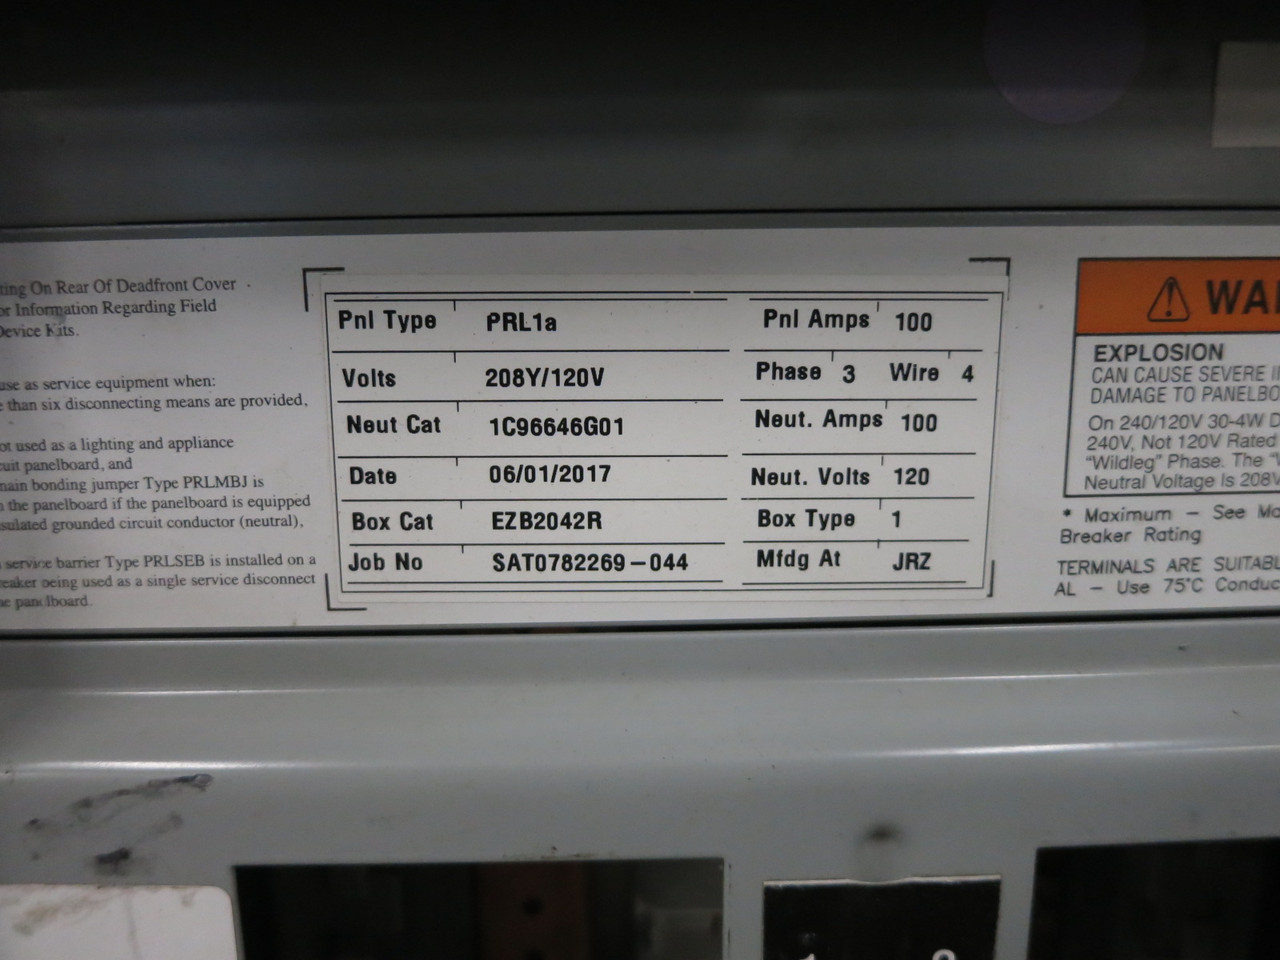 ting On Rear Of Deadfront Cover
or Information Regarding Field
Device Kits.
use as service equipment when:
e than six disconnecting means are provided,
ot used as a lighting and appliance
cuit panelboard, and
main bonding jumper Type PRLMBJ is
n the panelboard if the panelboard is equipped
sulated grounded circuit conductor (neutral),
service barrier Type PRLSEB is installed on a
reaker being used as a single service disconnect
he panelboard.
Pnl Type PRL1a Pnl Amps 100
Volts 208Y/120V Phase 3 Wire 4
Neut Cat 1C96646G01 Neut. Amps 100
Date 06/01/2017 Neut. Volts 120
Box Cat EZB2042R Box Type 1
Job No SAT0782269-044 Mfdg At JRZ
WA
EXPLOSION
CAN CAUSE SEVERE I
DAMAGE TO PANELBO
On 240/120V 30-4W D
240V, Not 120V Rated
"Wildleg" Phase. The "
Neutral Voltage Is 208V
* Maximum - See Ma
Breaker Rating
TERMINALS ARE SUITABL
AL - Use 75°C Conduc